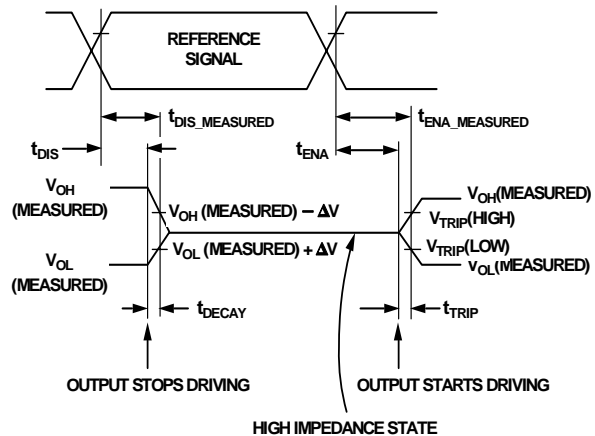 REFERENCE
SIGNAL
tDIS_MEASURED
tENA_MEASURED
tDIS
tENA
VOH
(MEASURED)
VOH (MEASURED) – ΔV
VOH(MEASURED)
VTRIP(HIGH)
VOL
(MEASURED)
VOL (MEASURED) + ΔV
VTRIP(LOW)
VOL(MEASURED)
tDECAY
tTRIP
OUTPUT STOPS DRIVING
OUTPUT STARTS DRIVING
HIGH IMPEDANCE STATE